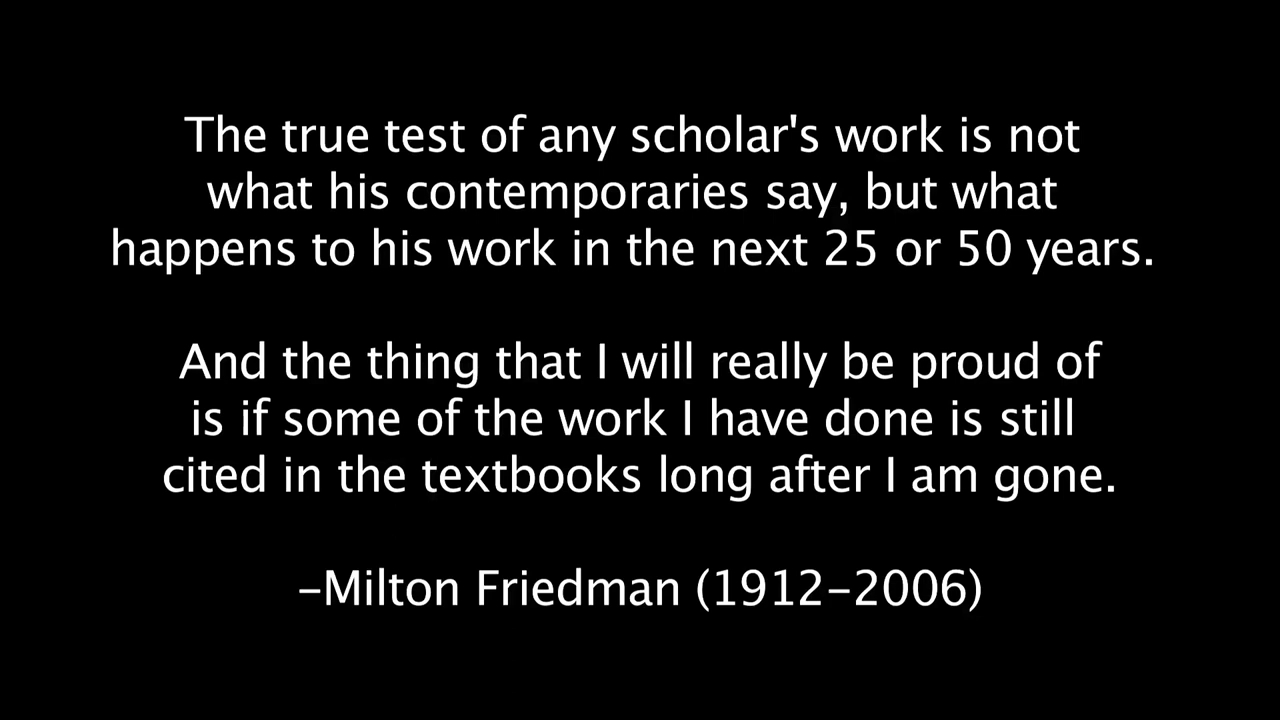 The true test of any scholar's work is not
what his contemporaries say, but what
happens to his work in the next 25 or 50 years.
And the thing that I will really be proud of
is if some of the work I have done is still
cited in the textbooks long after I am gone.
–Milton Friedman (1912–2006)